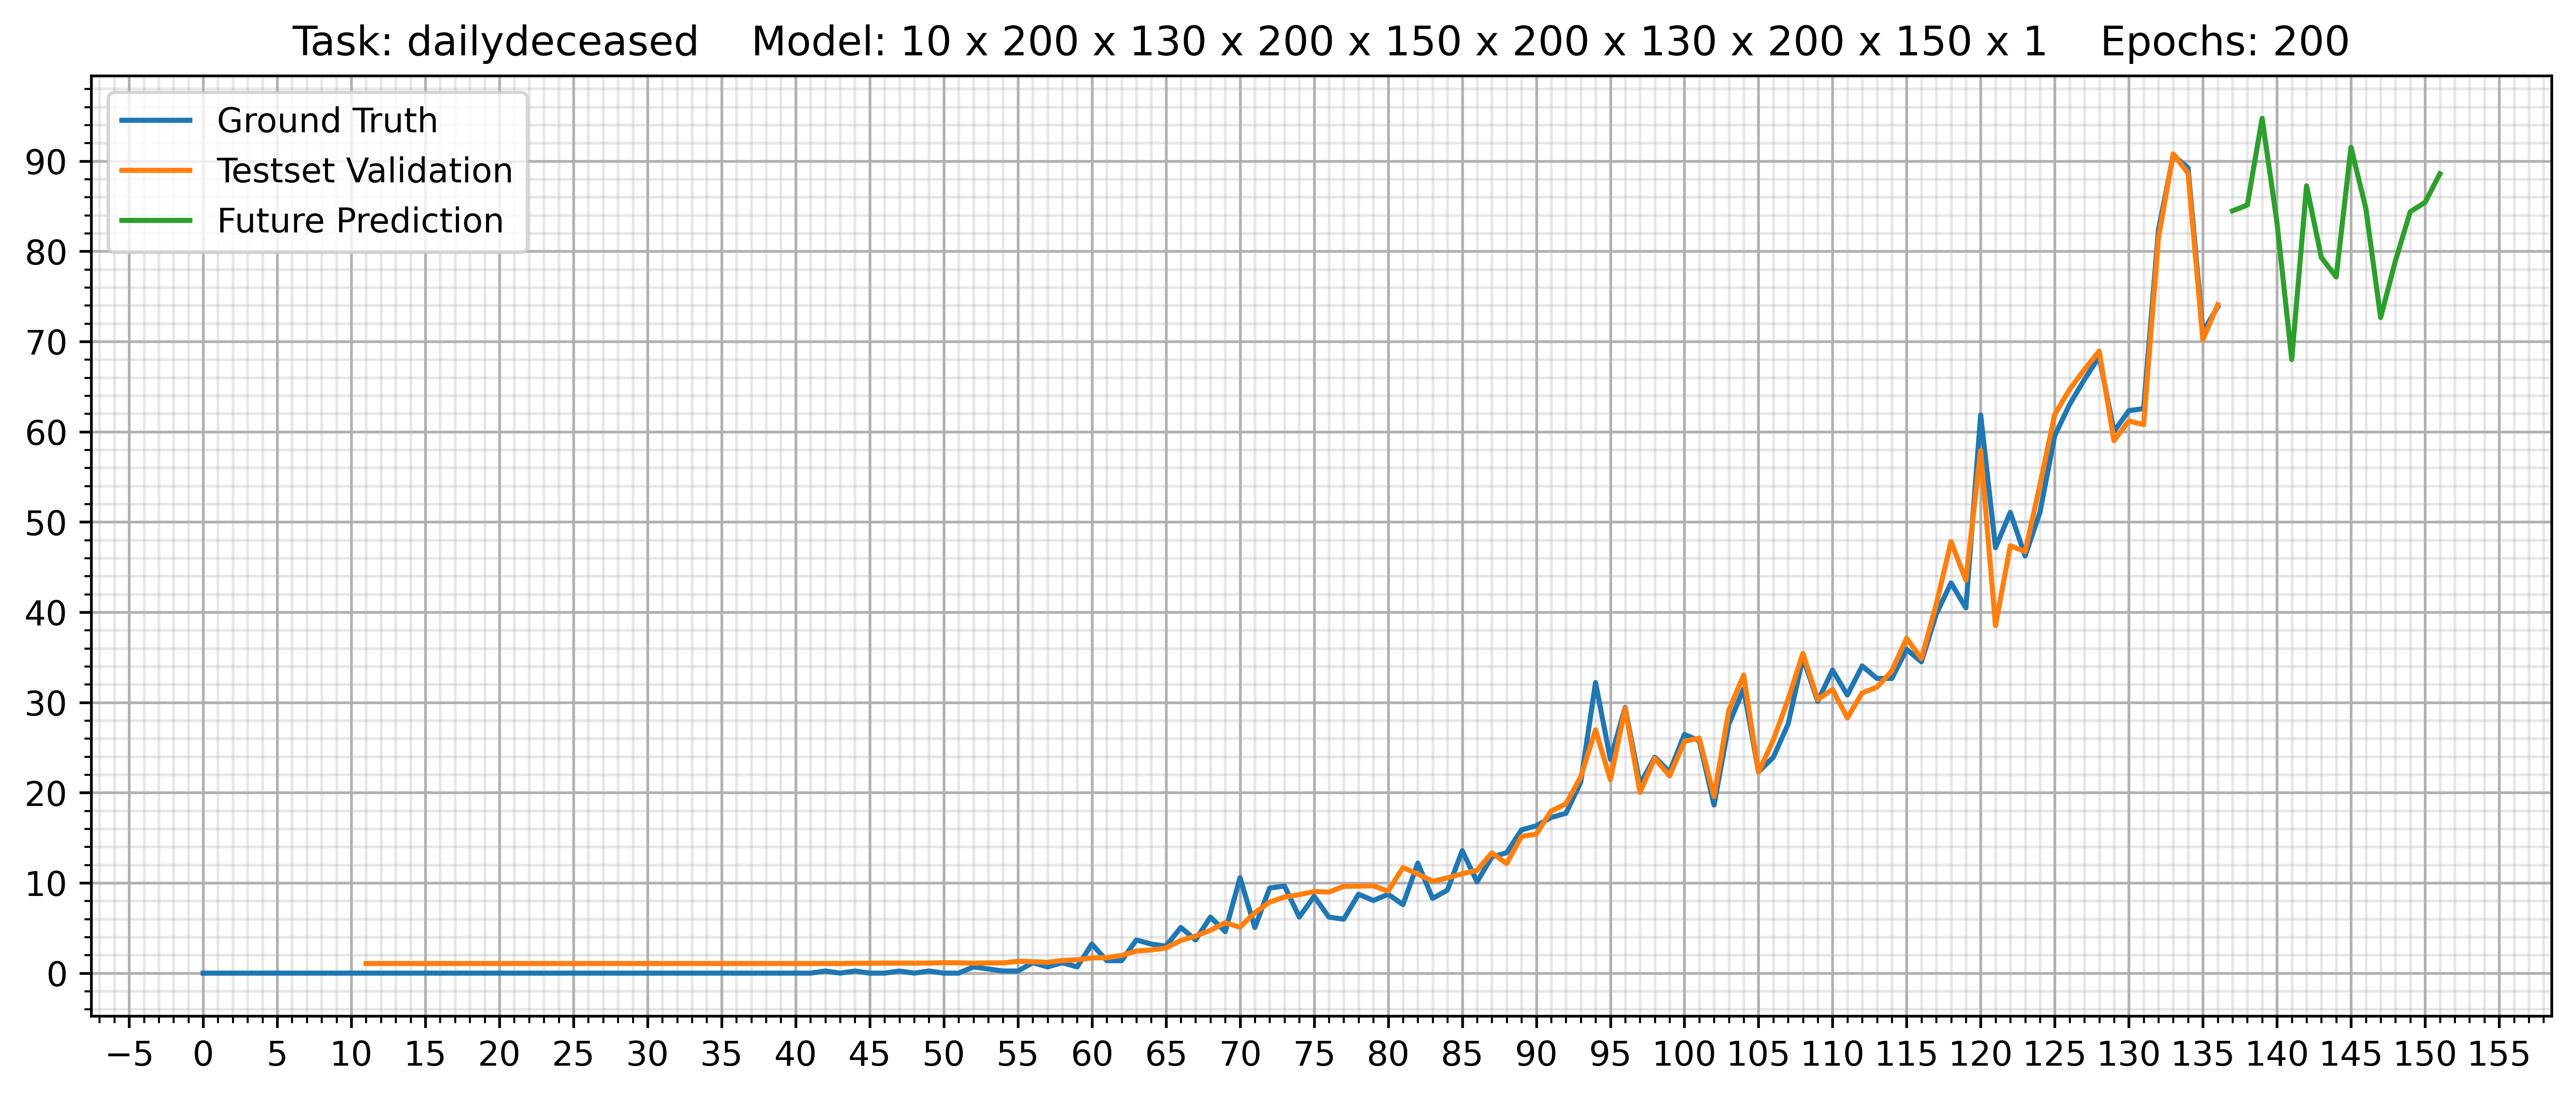 Task: dailydeceased    Model: 10 x 200 x 130 x 200 x 150 x 200 x 130 x 200 x 150 x 1    Epochs: 200
Ground Truth
Testset Validation
Future Prediction
90
80
70
60
50
40
30
20
10
0
−5 0 5 10 15 20 25 30 35 40 45 50 55 60 65 70 75 80 85 90 95 100 105 110 115 120 125 130 135 140 145 150 155